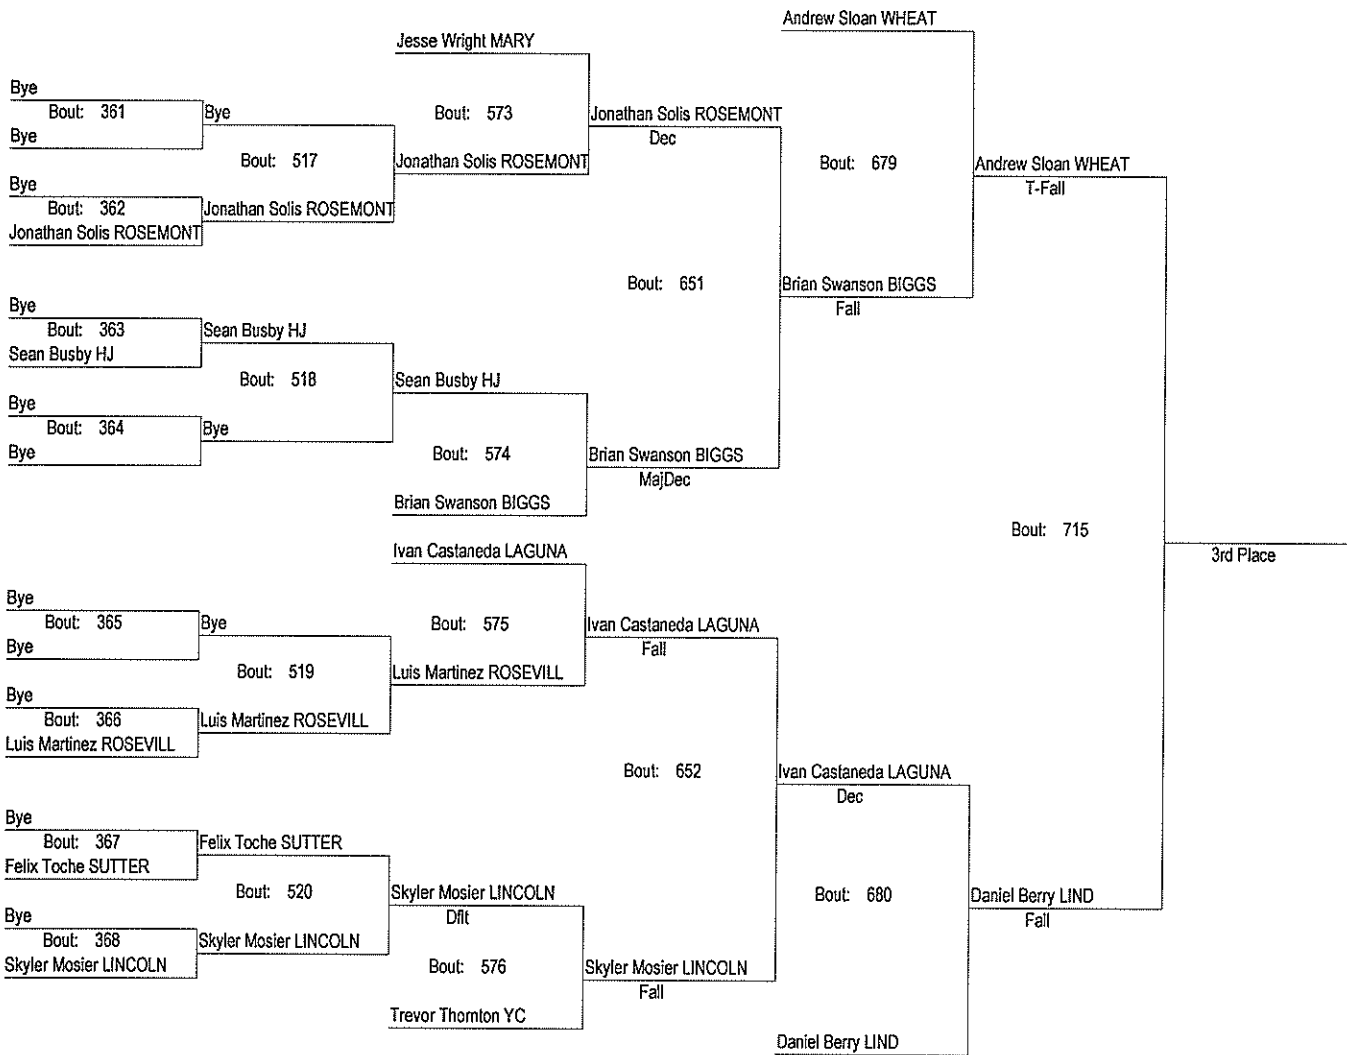 Andrew Sloan WHEAT
Jesse Wright MARY
Bye
Bout: 361
Bye
Bye
Bout: 517
Bout: 573
Jonathan Solis ROSEMONT
Dec
Jonathan Solis ROSEMONT
Bye
Bout: 362
Jonathan Solis ROSEMONT
Jonathan Solis ROSEMONT
Bout: 679
Andrew Sloan WHEAT
T-Fall
Bout: 651
Brian Swanson BIGGS
Fall
Bye
Bout: 363
Sean Busby HJ
Sean Busby HJ
Bout: 518
Sean Busby HJ
Bye
Bout: 364
Bye
Bye
Bout: 574
Brian Swanson BIGGS
MajDec
Brian Swanson BIGGS
Bout: 715
3rd Place
Ivan Castaneda LAGUNA
Bye
Bout: 365
Bye
Bye
Bout: 519
Bout: 575
Ivan Castaneda LAGUNA
Fall
Luis Martinez ROSEVILL
Bye
Bout: 366
Luis Martinez ROSEVILL
Luis Martinez ROSEVILL
Bout: 652
Ivan Castaneda LAGUNA
Dec
Bye
Bout: 367
Felix Toche SUTTER
Felix Toche SUTTER
Bout: 520
Skyler Mosier LINCOLN
Dflt
Bout: 680
Daniel Berry LIND
Fall
Bye
Bout: 368
Skyler Mosier LINCOLN
Skyler Mosier LINCOLN
Bout: 576
Skyler Mosier LINCOLN
Fall
Trevor Thornton YC
Daniel Berry LIND